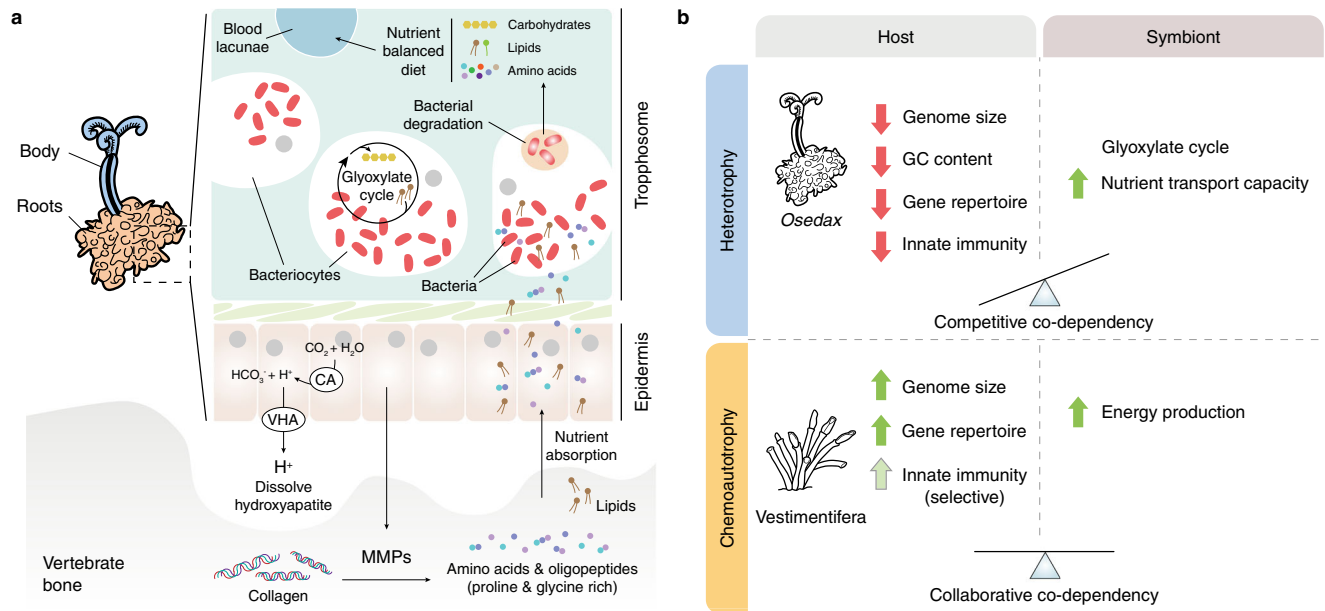 a
Blood
lacunae
Nutrient
balanced
diet
Carbohydrates
Lipids
Amino acids
Bacterial
degradation
Body
Roots
Glyoxylate
cycle
Bacteriocytes
Bacteria
Tropphosome
CO2 + H2O
HCO3- + H+
CA
VHA
Epidermis
H+
Dissolve
hydroxyapatite
Nutrient
absorption
Lipids
Vertebrate
bone
Collagen
MMPs
Amino acids & oligopeptides
(proline & glycine rich)
b
Host
Symbiont
Heterotrophy
Osedax
Genome size
GC content
Gene repertoire
Innate immunity
Glyoxylate cycle
Nutrient transport capacity
Competitive co-dependency
Chemoautotrophy
Vestimentifera
Genome size
Gene repertoire
Innate immunity
(selective)
Energy production
Collaborative co-dependency